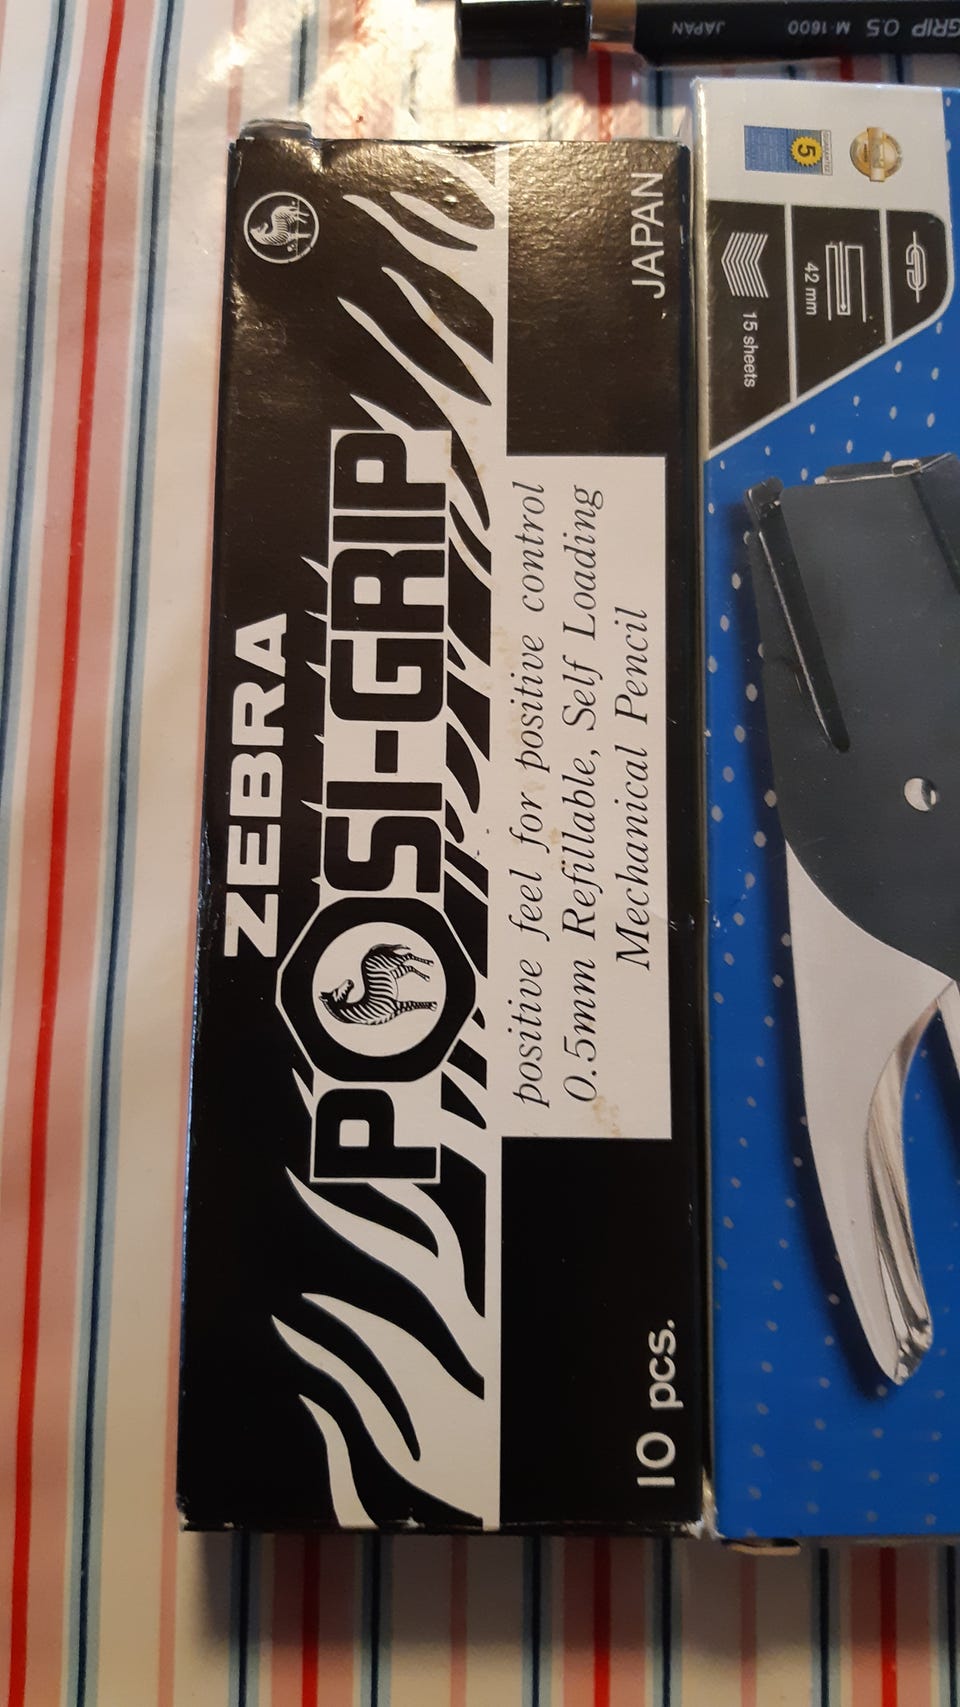 ZEBRA
POSI-GRIP
positive feel for positive control
0.5mm Refillable, Self Loading
Mechanical Pencil
10 pcs.
JAPAN
GRIP 0.5 M-1600 JAPAN
5
42 mm
15 sheets